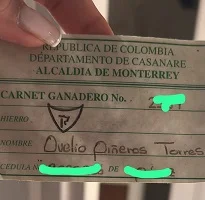 REPUBLICA DE COLOMBIA
DEPARTAMENTO DE CASANARE
ALCALDIA DE MONTERREY
CARNET GANADERO No.
HIERRO
NOMBRE Ovelio Piñeros Torres
CEDULA Nº DE